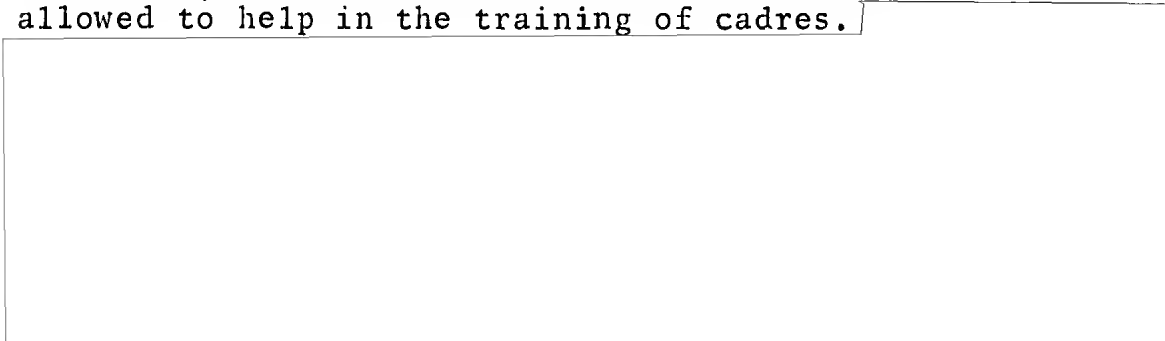 allowed to help in the training of cadres.